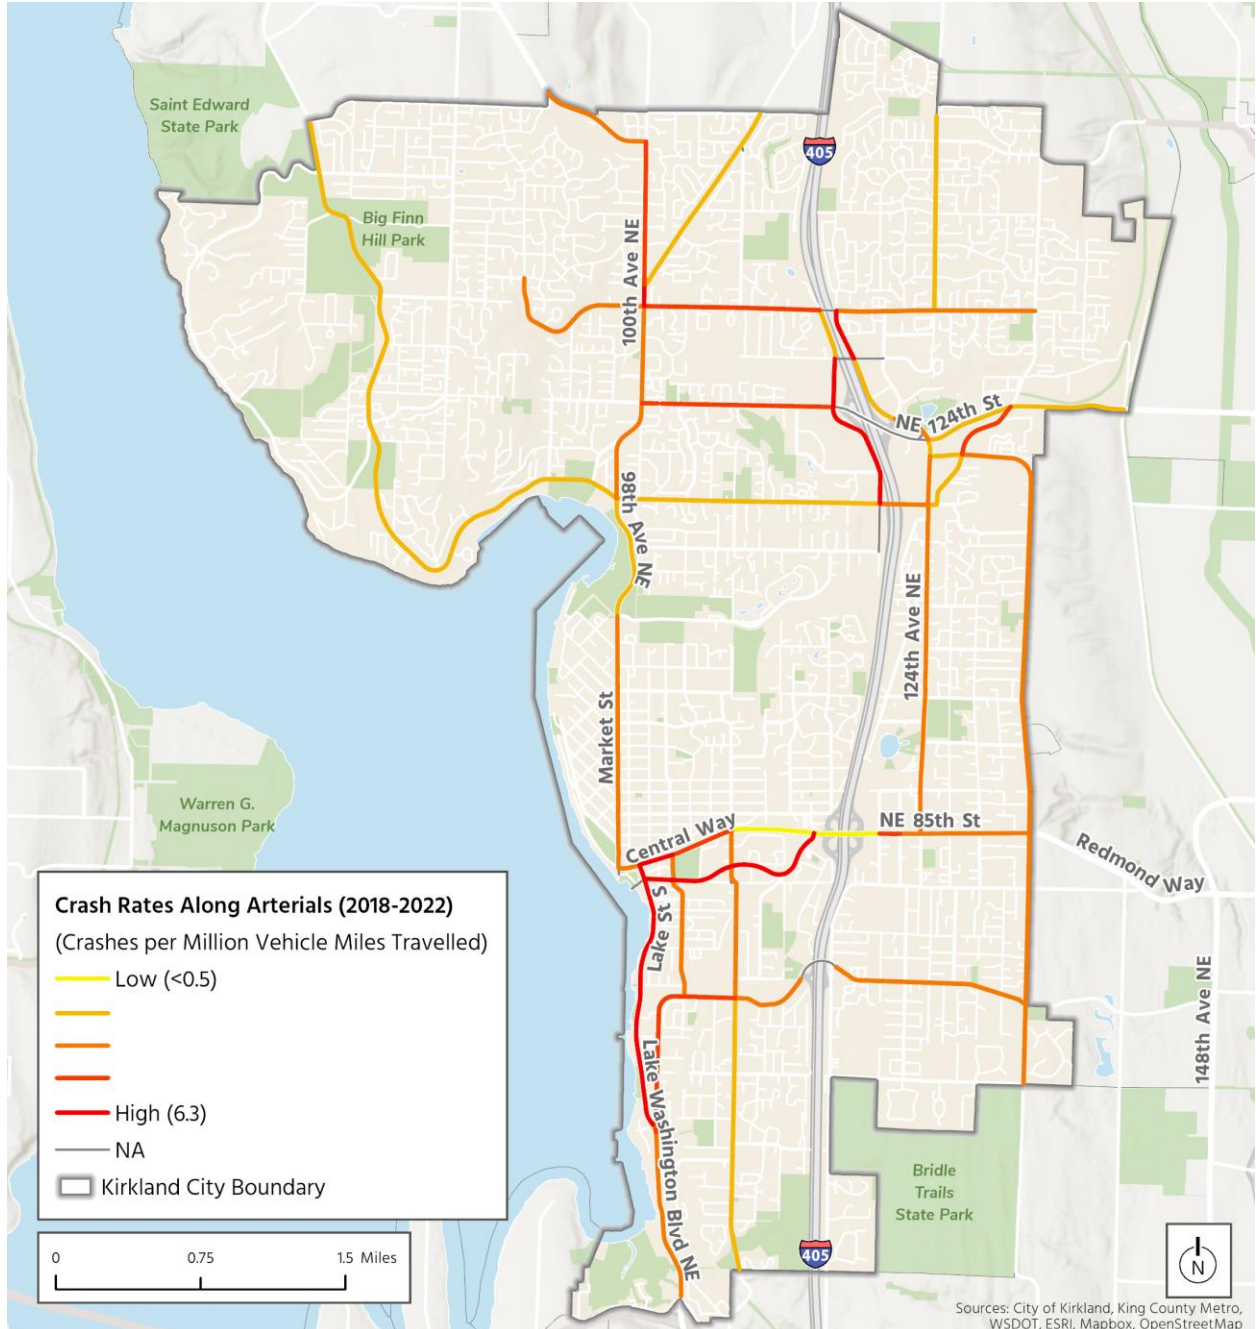 Saint Edward
State Park
405
Big Finn
Hill Park
100th Ave NE
NE 124th St
98th Ave NE
124th Ave NE
Market St
Warren G.
Magnuson Park
NE 85th St
Central Way
Redmond Way
Lake St S
148th Ave NE
Lake Washington Blvd NE
Bridle
Trails
State Park
405
Crash Rates Along Arterials (2018-2022)
(Crashes per Million Vehicle Miles Travelled)
Low (<0.5)
High (6.3)
NA
Kirkland City Boundary
0 0.75 1.5 Miles
N
Sources: City of Kirkland, King County Metro,
WSDOT, ESRI, Mapbox, OpenStreetMap